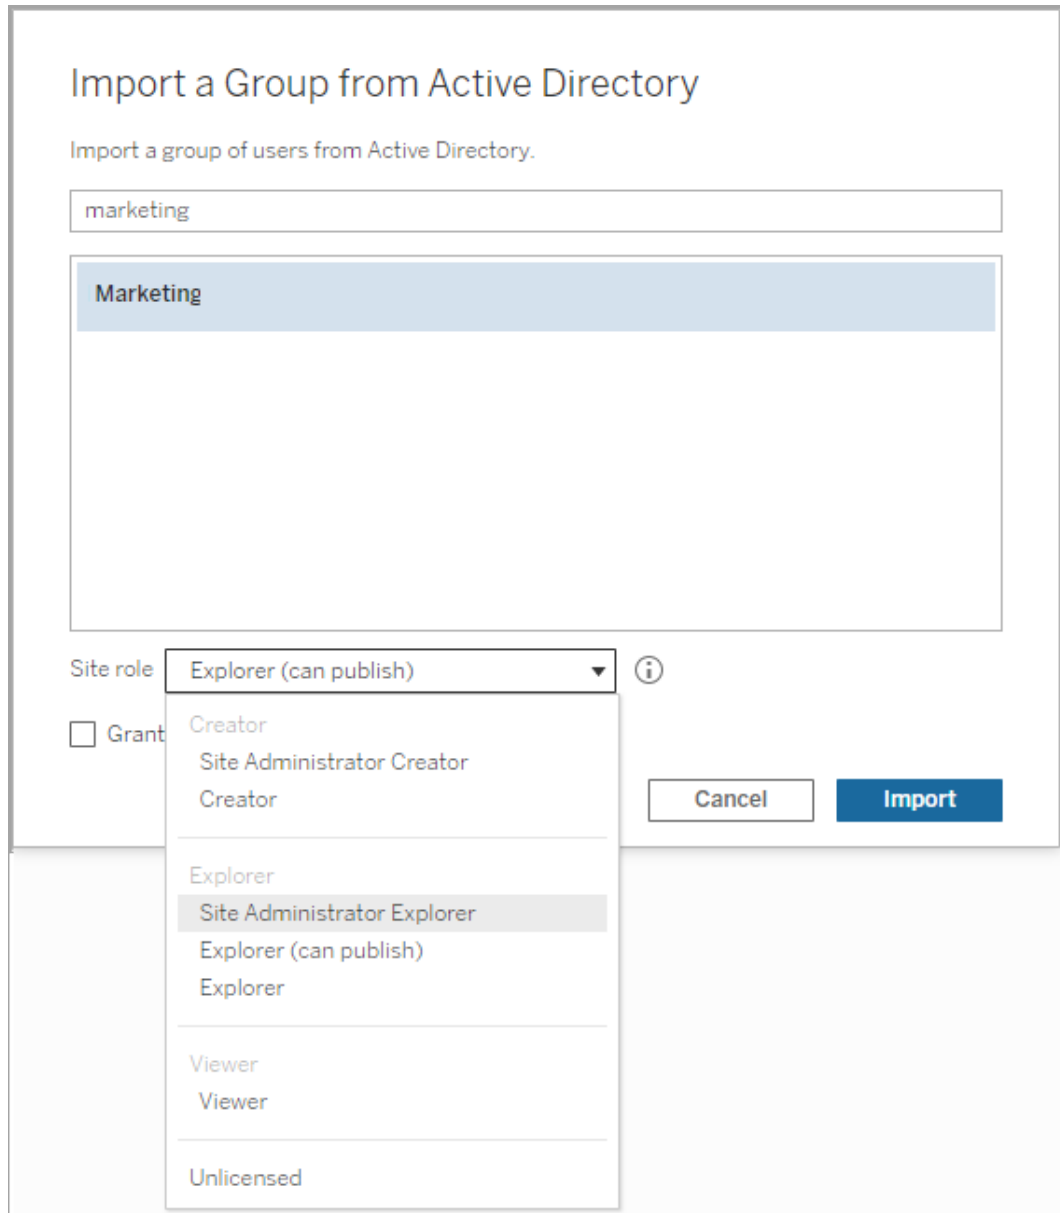 Import a Group from Active Directory
Import a group of users from Active Directory.
marketing
Marketing
Site role Explorer (can publish)
Grant
Creator
Site Administrator Creator
Creator
Cancel Import
Explorer
Site Administrator Explorer
Explorer (can publish)
Explorer
Viewer
Viewer
Unlicensed